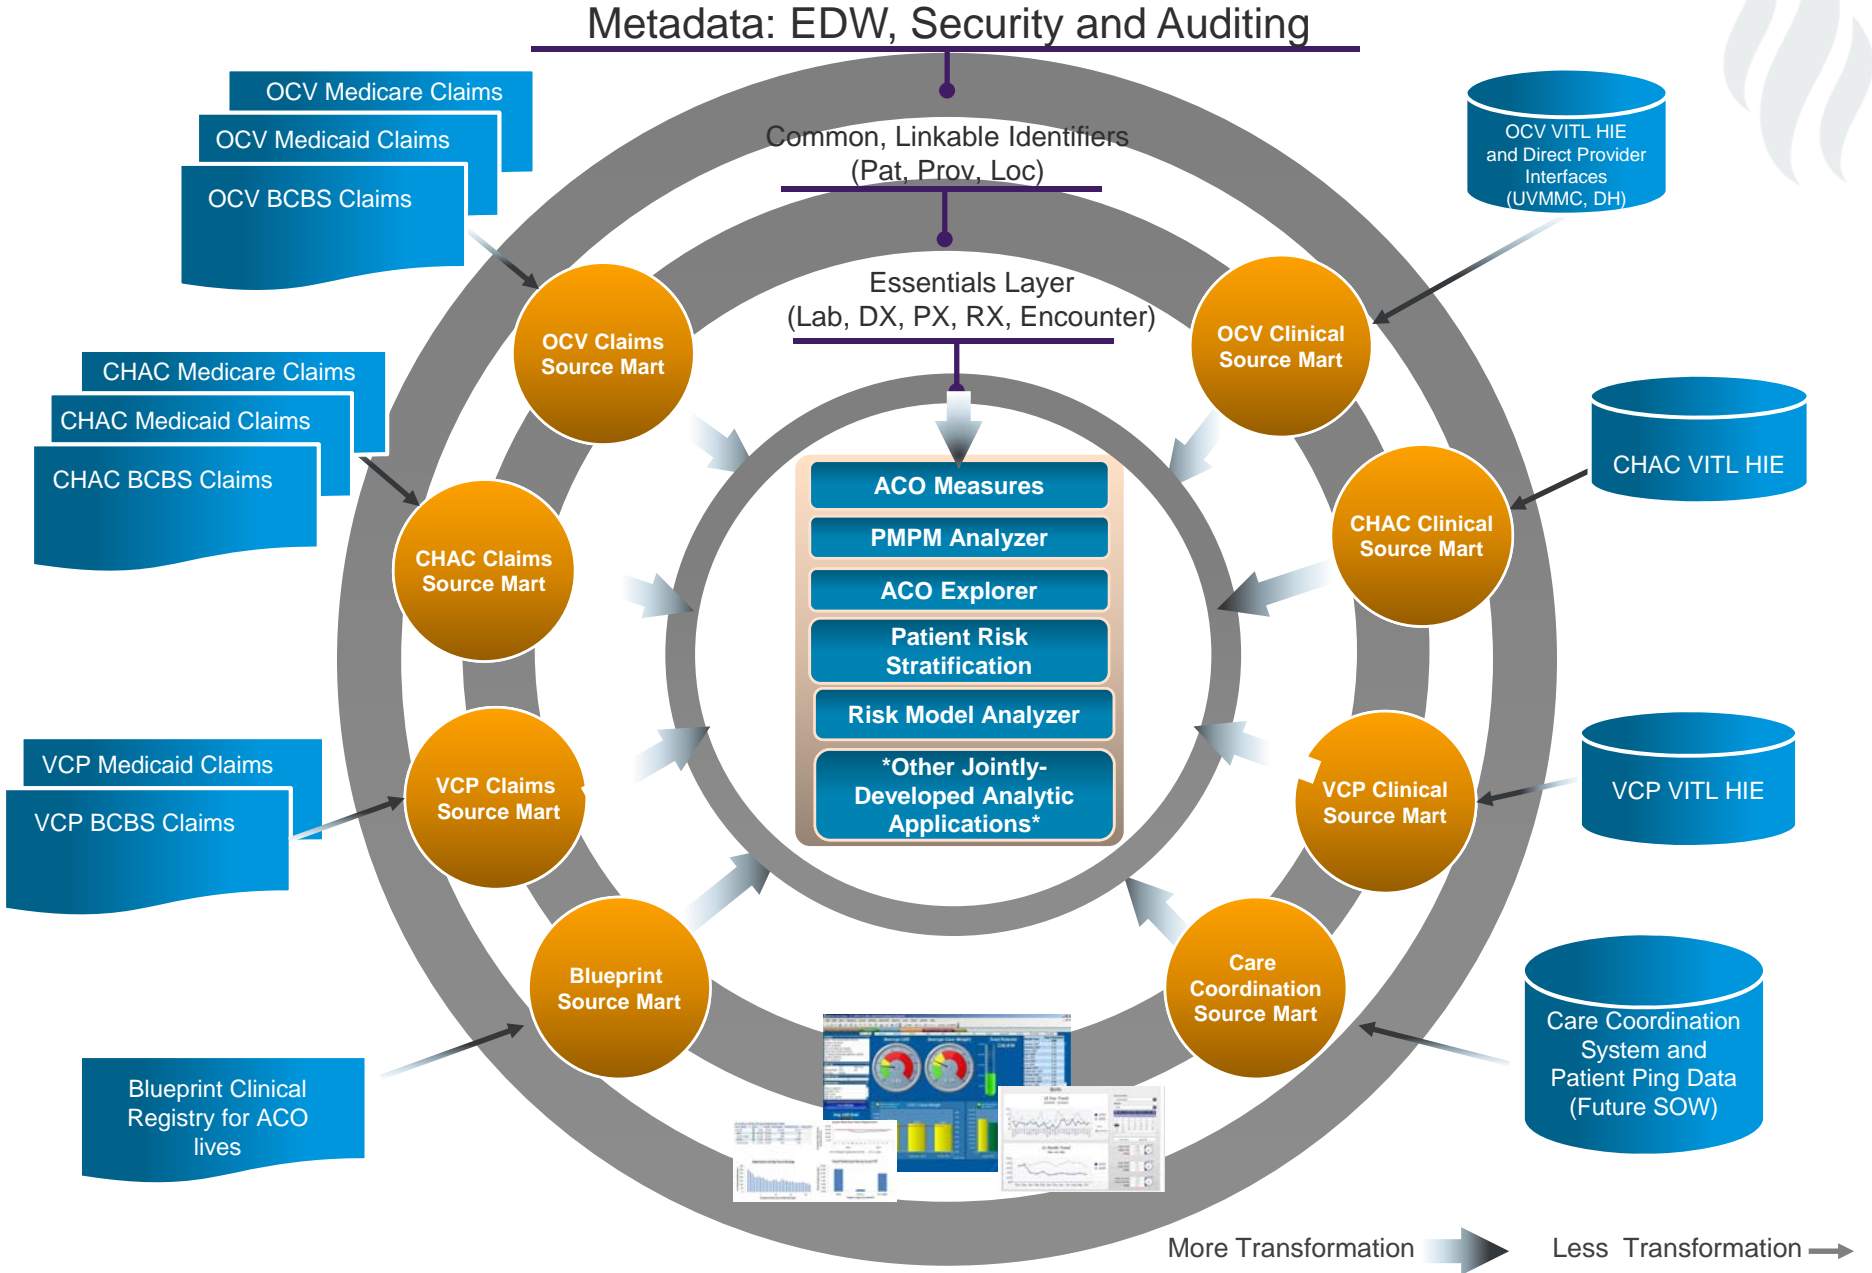 Metadata: EDW, Security and Auditing
OCV Medicare Claims
OCV Medicaid Claims
OCV BCBS Claims
Common, Linkable Identifiers
(Pat, Prov, Loc)
OCV VITL HIE
and Direct Provider
Interfaces
(UVMMC, DH)
Essentials Layer
(Lab, DX, PX, RX, Encounter)
OCV Claims
Source Mart
OCV Clinical
Source Mart
CHAC Medicare Claims
CHAC Medicaid Claims
CHAC BCBS Claims
CHAC VITL HIE
CHAC Claims
Source Mart
CHAC Clinical
Source Mart
ACO Measures
PMPM Analyzer
ACO Explorer
Patient Risk
Stratification
Risk Model Analyzer
*Other Jointly-
Developed Analytic
Applications*
VCP Medicaid Claims
VCP BCBS Claims
VCP Claims
Source Mart
VCP Clinical
Source Mart
VCP VITL HIE
Blueprint
Source Mart
Care
Coordination
Source Mart
Blueprint Clinical
Registry for ACO
lives
Care Coordination
System and
Patient Ping Data
(Future SOW)
More Transformation
Less Transformation